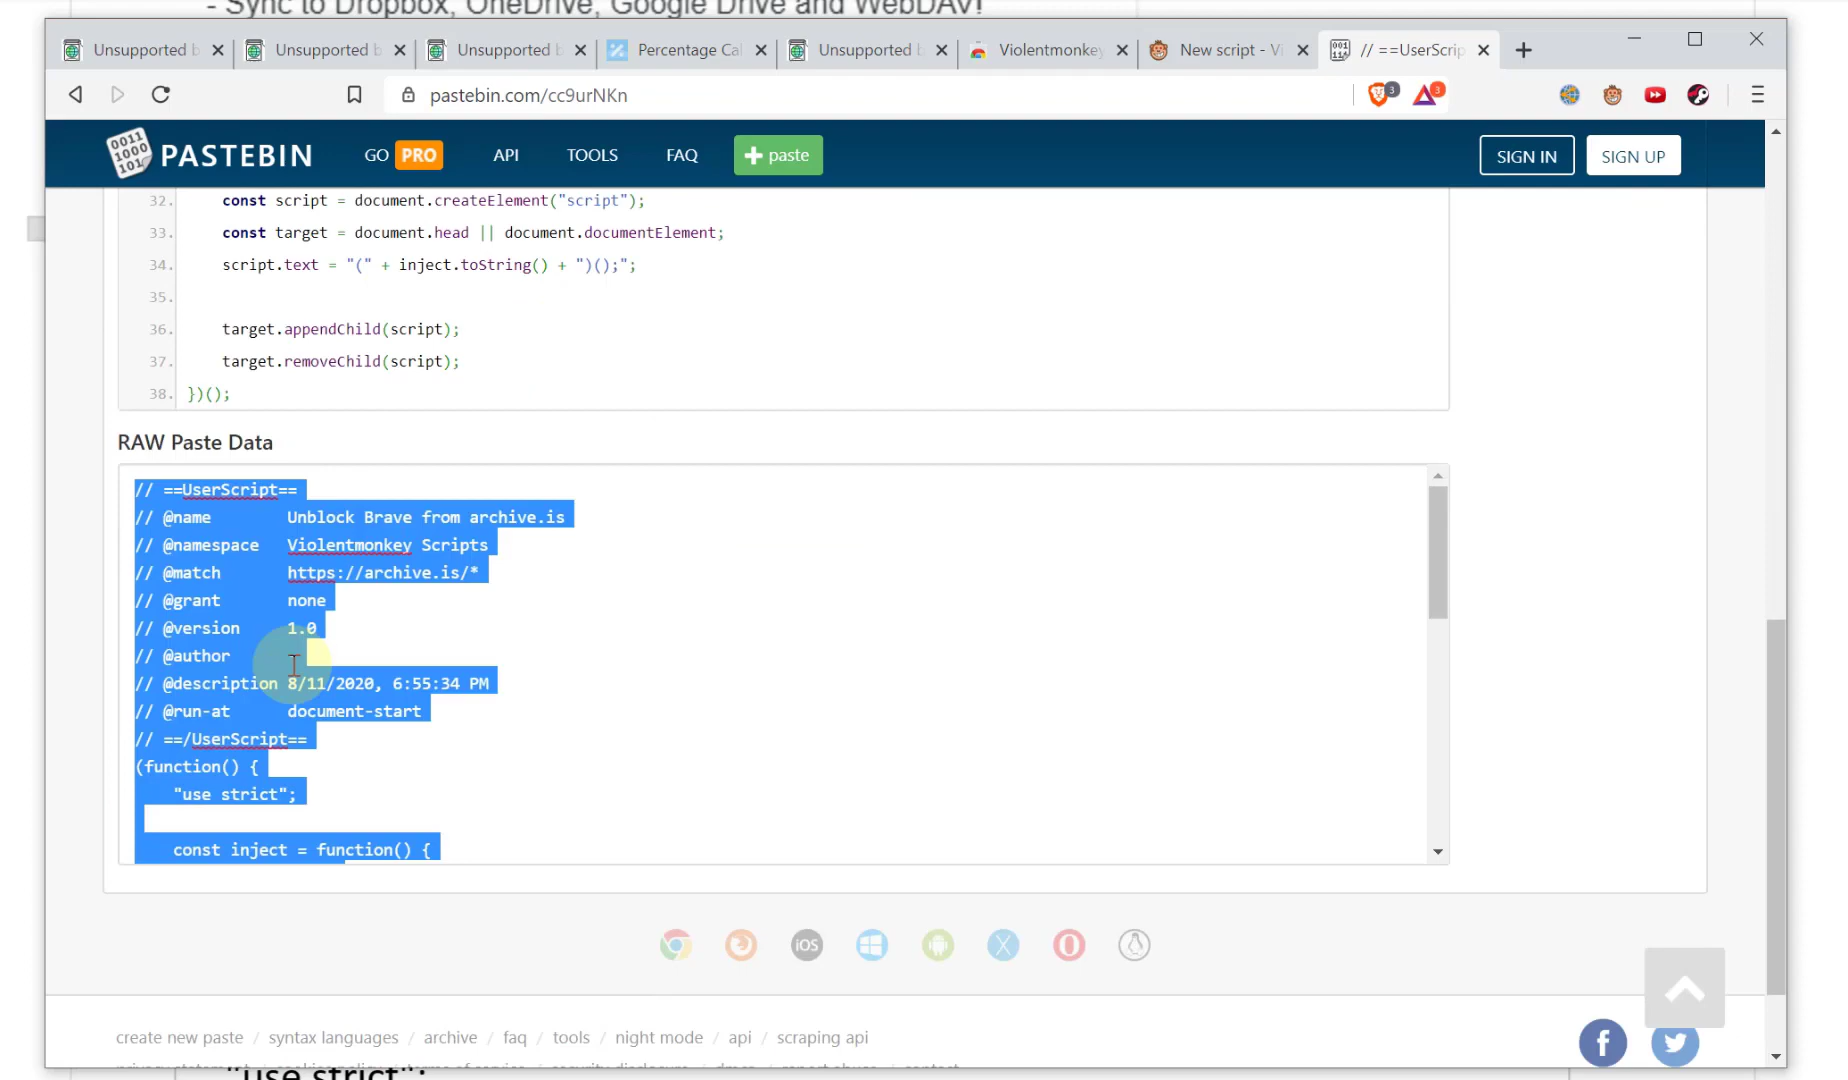 - Sync to Dropbox, OneDrive, Google Drive and WebDAV!
Unsupported b
Unsupported b
Unsupported b
Percentage Cal
Unsupported b
Violentmonkey
New script - Vi
// ==UserScrip
pastebin.com/cc9urNKn
3
3
PASTEBIN
GO PRO
API
TOOLS
FAQ
+ paste
SIGN IN
SIGN UP
32. const script = document.createElement("script");
33. const target = document.head || document.documentElement;
34. script.text = "(" + inject.toString() + ")();";
35.
36. target.appendChild(script);
37. target.removeChild(script);
38. })();
RAW Paste Data
// ==UserScript==
// @name Unblock Brave from archive.is
// @namespace Violentmonkey Scripts
// @match https://archive.is/*
// @grant none
// @version 1.0
// @author
// @description 8/11/2020, 6:55:34 PM
// @run-at document-start
// ==/UserScript==
(function() {
"use strict";
const inject = function() {
iOS
create new paste / syntax languages / archive / faq / tools / night mode / api / scraping api
"use strict";